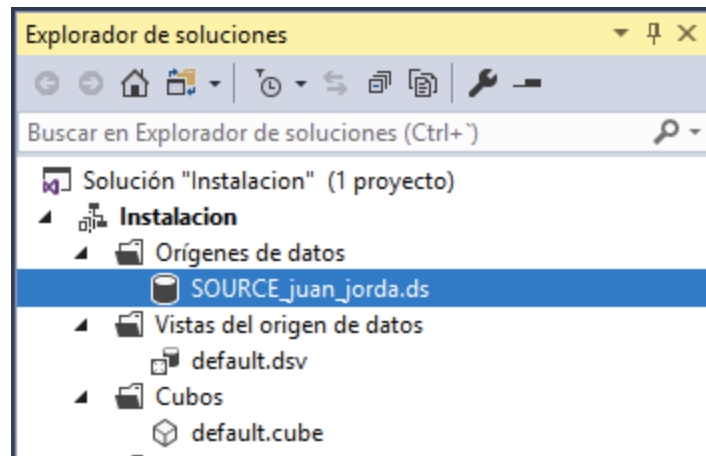 Explorador de soluciones
Buscar en Explorador de soluciones (Ctrl+`)
Solución "Instalacion" (1 proyecto)
Instalacion
Orígenes de datos
SOURCE_juan_jorda.ds
Vistas del origen de datos
default.dsv
Cubos
default.cube